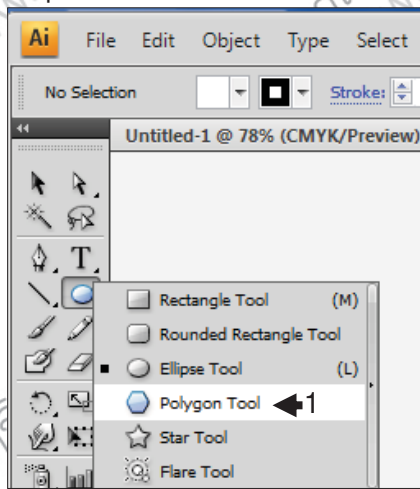 Ai File Edit Object Type Select
No Selection Stroke:
Untitled-1 @ 78% (CMYK/Preview)
T
Rectangle Tool (M)
Rounded Rectangle Tool
Ellipse Tool (L)
Polygon Tool 1
Star Tool
Flare Tool